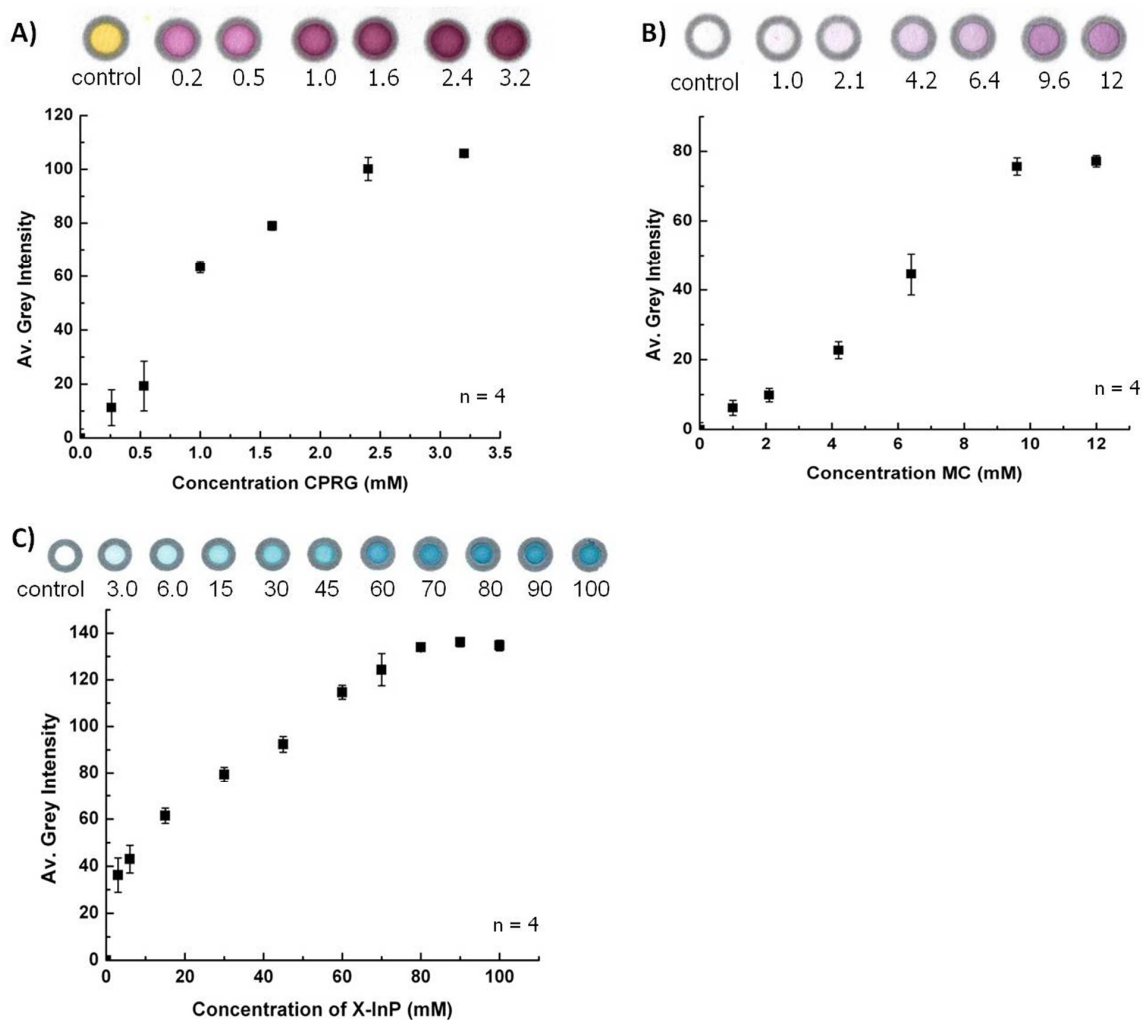 A)
control 0.2 0.5 1.0 1.6 2.4 3.2
120
100
80
60
40
20
0
Av. Grey Intensity
0.0 0.5 1.0 1.5 2.0 2.5 3.0 3.5
Concentration CPRG (mM)
n = 4
B)
control 1.0 2.1 4.2 6.4 9.6 12
80
60
40
20
0
Av. Grey Intensity
0 2 4 6 8 10 12
Concentration MC (mM)
n = 4
C)
control 3.0 6.0 15 30 45 60 70 80 90 100
140
120
100
80
60
40
20
0
Av. Grey Intensity
0 20 40 60 80 100
Concentration of X-InP (mM)
n = 4